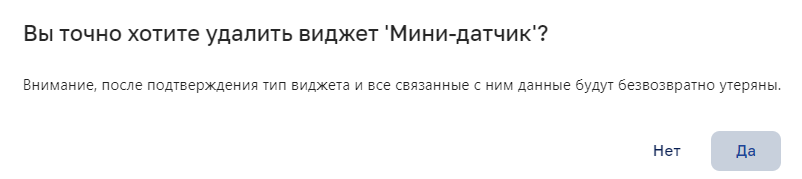 Вы точно хотите удалить виджет 'Мини-датчик'?
Внимание, после подтверждения тип виджета и все связанные с ним данные будут безвозвратно утеряны.
Нет Да